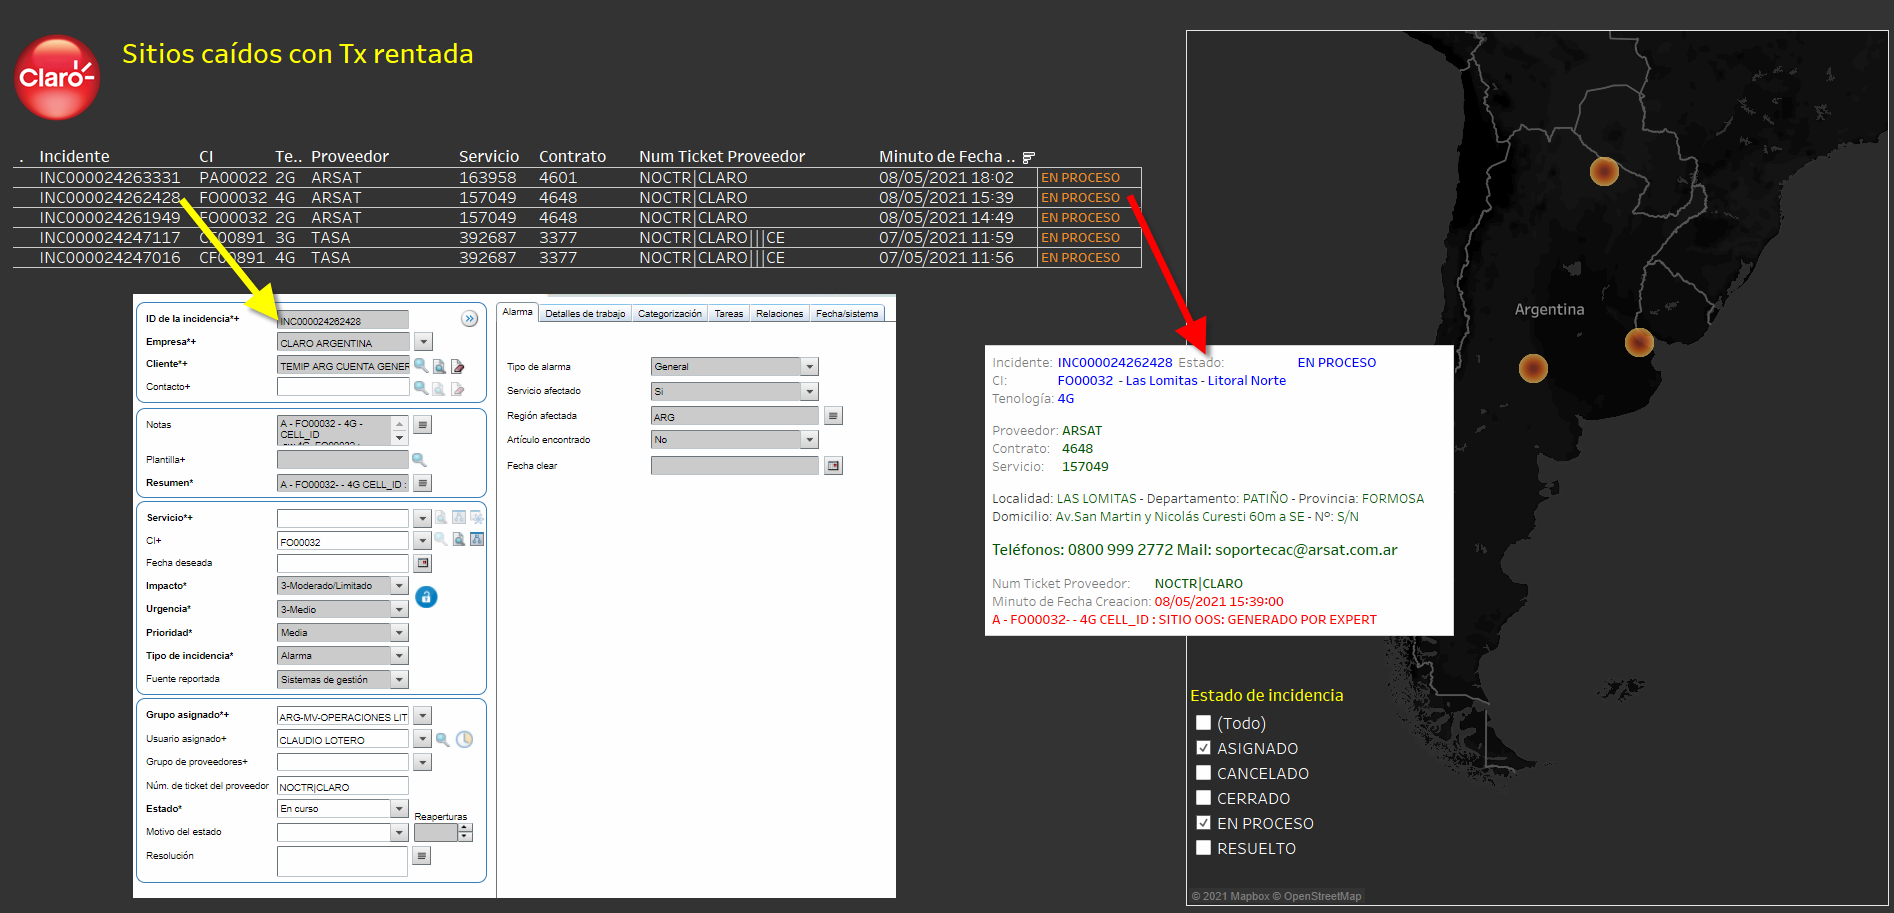 Claro
Sitios caídos con Tx rentada
. Incidente CI Te.. Proveedor Servicio Contrato Num Ticket Proveedor Minuto de Fecha ..
INC000024263331 PA00022 2G ARSAT 163958 4601 NOCTR|CLARO 08/05/2021 18:02 EN PROCESO
INC000024262428 FO00032 4G ARSAT 157049 4648 NOCTR|CLARO 08/05/2021 15:39 EN PROCESO
INC000024261949 FO00032 2G ARSAT 157049 4648 NOCTR|CLARO 08/05/2021 14:49 EN PROCESO
INC000024247117 CF00891 3G TASA 392687 3377 NOCTR|CLARO|||CE 07/05/2021 11:59 EN PROCESO
INC000024247016 CF00891 4G TASA 392687 3377 NOCTR|CLARO|||CE 07/05/2021 11:56 EN PROCESO
ID de la incidencia*+ INC000024262428
Empresa*+ CLARO ARGENTINA
Cliente*+ TEMIP ARG CUENTA GENER
Contacto+
Notas A - FO00032 - 4G -
CELL_ID
Plantilla+
Resumen* A - FO00032- - 4G CELL_ID :
Servicio*+
CI+ FO00032
Fecha deseada
Impacto* 3-Moderado/Limitado
Urgencia* 3-Medio
Prioridad* Media
Tipo de incidencia* Alarma
Fuente reportada Sistemas de gestión
Grupo asignado*+ ARG-MV-OPERACIONES LIT
Usuario asignado+ CLAUDIO LOTERO
Grupo de proveedores+
Núm. de ticket del proveedor NOCTR|CLARO
Estado* En curso
Reaperturas
Motivo del estado
Resolución
Alarma Detalles de trabajo Categorización Tareas Relaciones Fecha/sistema
Tipo de alarma General
Servicio afectado Si
Región afectada ARG
Artículo encontrado No
Fecha clear
Argentina
Incidente: INC000024262428 Estado: EN PROCESO
CI: FO00032 - Las Lomitas - Litoral Norte
Tenología: 4G
Proveedor: ARSAT
Contrato: 4648
Servicio: 157049
Localidad: LAS LOMITAS - Departamento: PATIÑO - Provincia: FORMOSA
Domicilio: Av.San Martin y Nicolás Curesti 60m a SE - Nº: S/N
Teléfonos: 0800 999 2772 Mail: soportecac@arsat.com.ar
Num Ticket Proveedor: NOCTR|CLARO
Minuto de Fecha Creacion: 08/05/2021 15:39:00
A - FO00032- - 4G CELL_ID : SITIO OOS: GENERADO POR EXPERT
Estado de incidencia
(Todo)
ASIGNADO
CANCELADO
CERRADO
EN PROCESO
RESUELTO
© 2021 Mapbox © OpenStreetMap